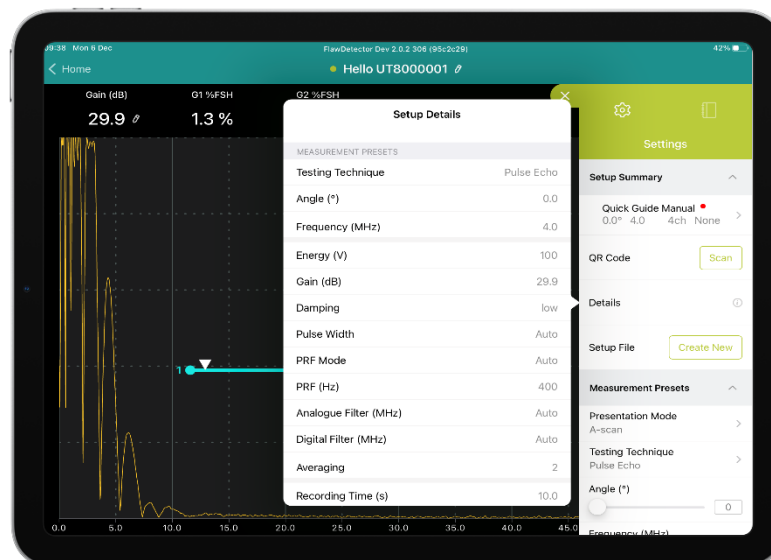 09:38 Mon 6 Dec
FlawDetector Dev 2.0.2 306 (95c2c29)
42%
Home
Hello UT8000001
Gain (dB)
29.9
G1 %FSH
1.3 %
G2 %FSH
Setup Details
MEASUREMENT PRESETS
Testing Technique Pulse Echo
Angle (°) 0.0
Frequency (MHz) 4.0
Energy (V) 100
Gain (dB) 29.9
Damping low
Pulse Width Auto
PRF Mode Auto
PRF (Hz) 400
Analogue Filter (MHz) Auto
Digital Filter (MHz) Auto
Averaging 2
Recording Time (s) 10.0
1
0.0 5.0 10.0 15.0 20.0 25.0 30.0 35.0 40.0 45.0
Settings
Setup Summary
Quick Guide Manual
0.0° 4.0 4ch None
QR Code Scan
Details
Setup File Create New
Measurement Presets
Presentation Mode
A-scan
Testing Technique
Pulse Echo
Angle (°)
0
Frequency (MHz)